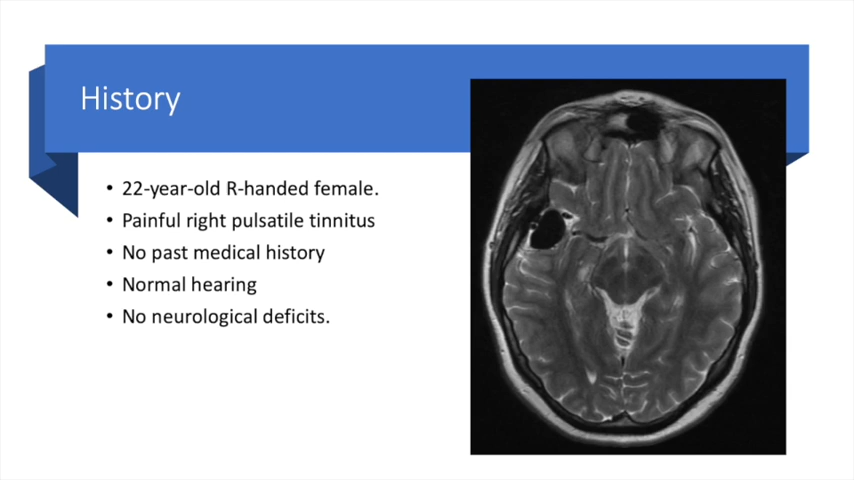 History
• 22-year-old R-handed female.
• Painful right pulsatile tinnitus
• No past medical history
• Normal hearing
• No neurological deficits.